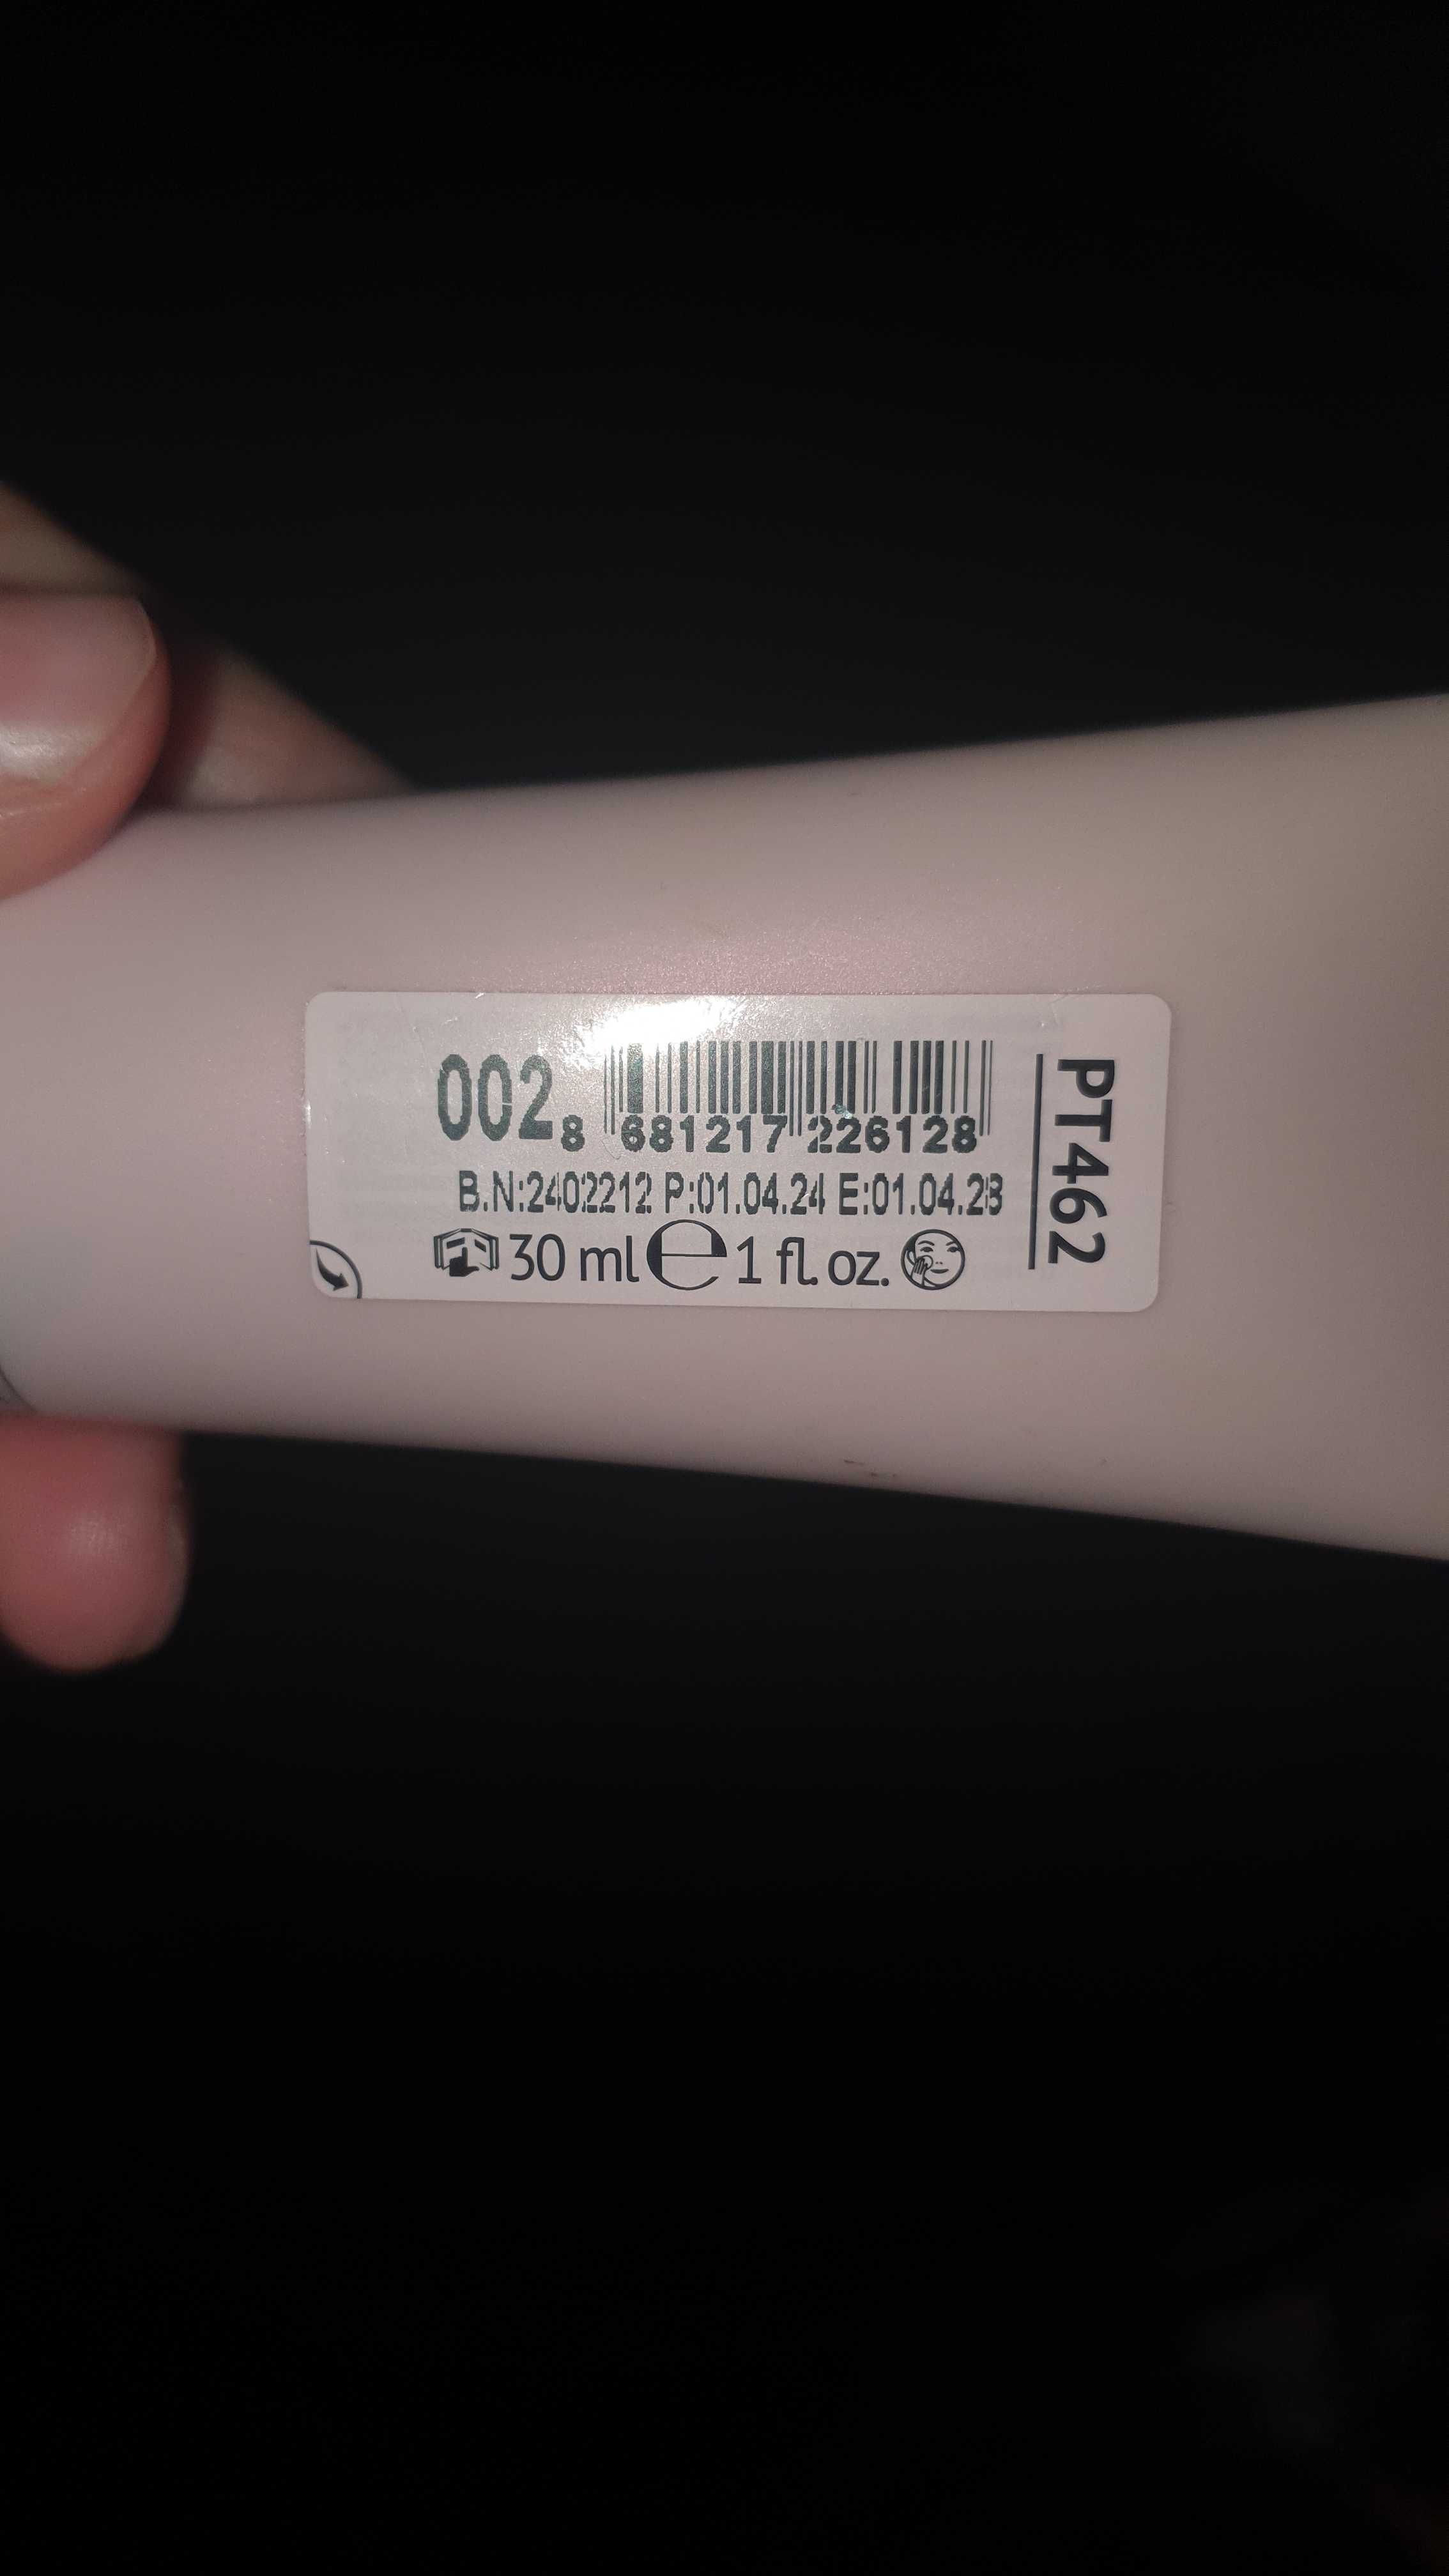 002
8 681217 226128
B.N:2402212 P:01.04.24 E:01.04.28
30 ml e 1 fl. oz.
PT462